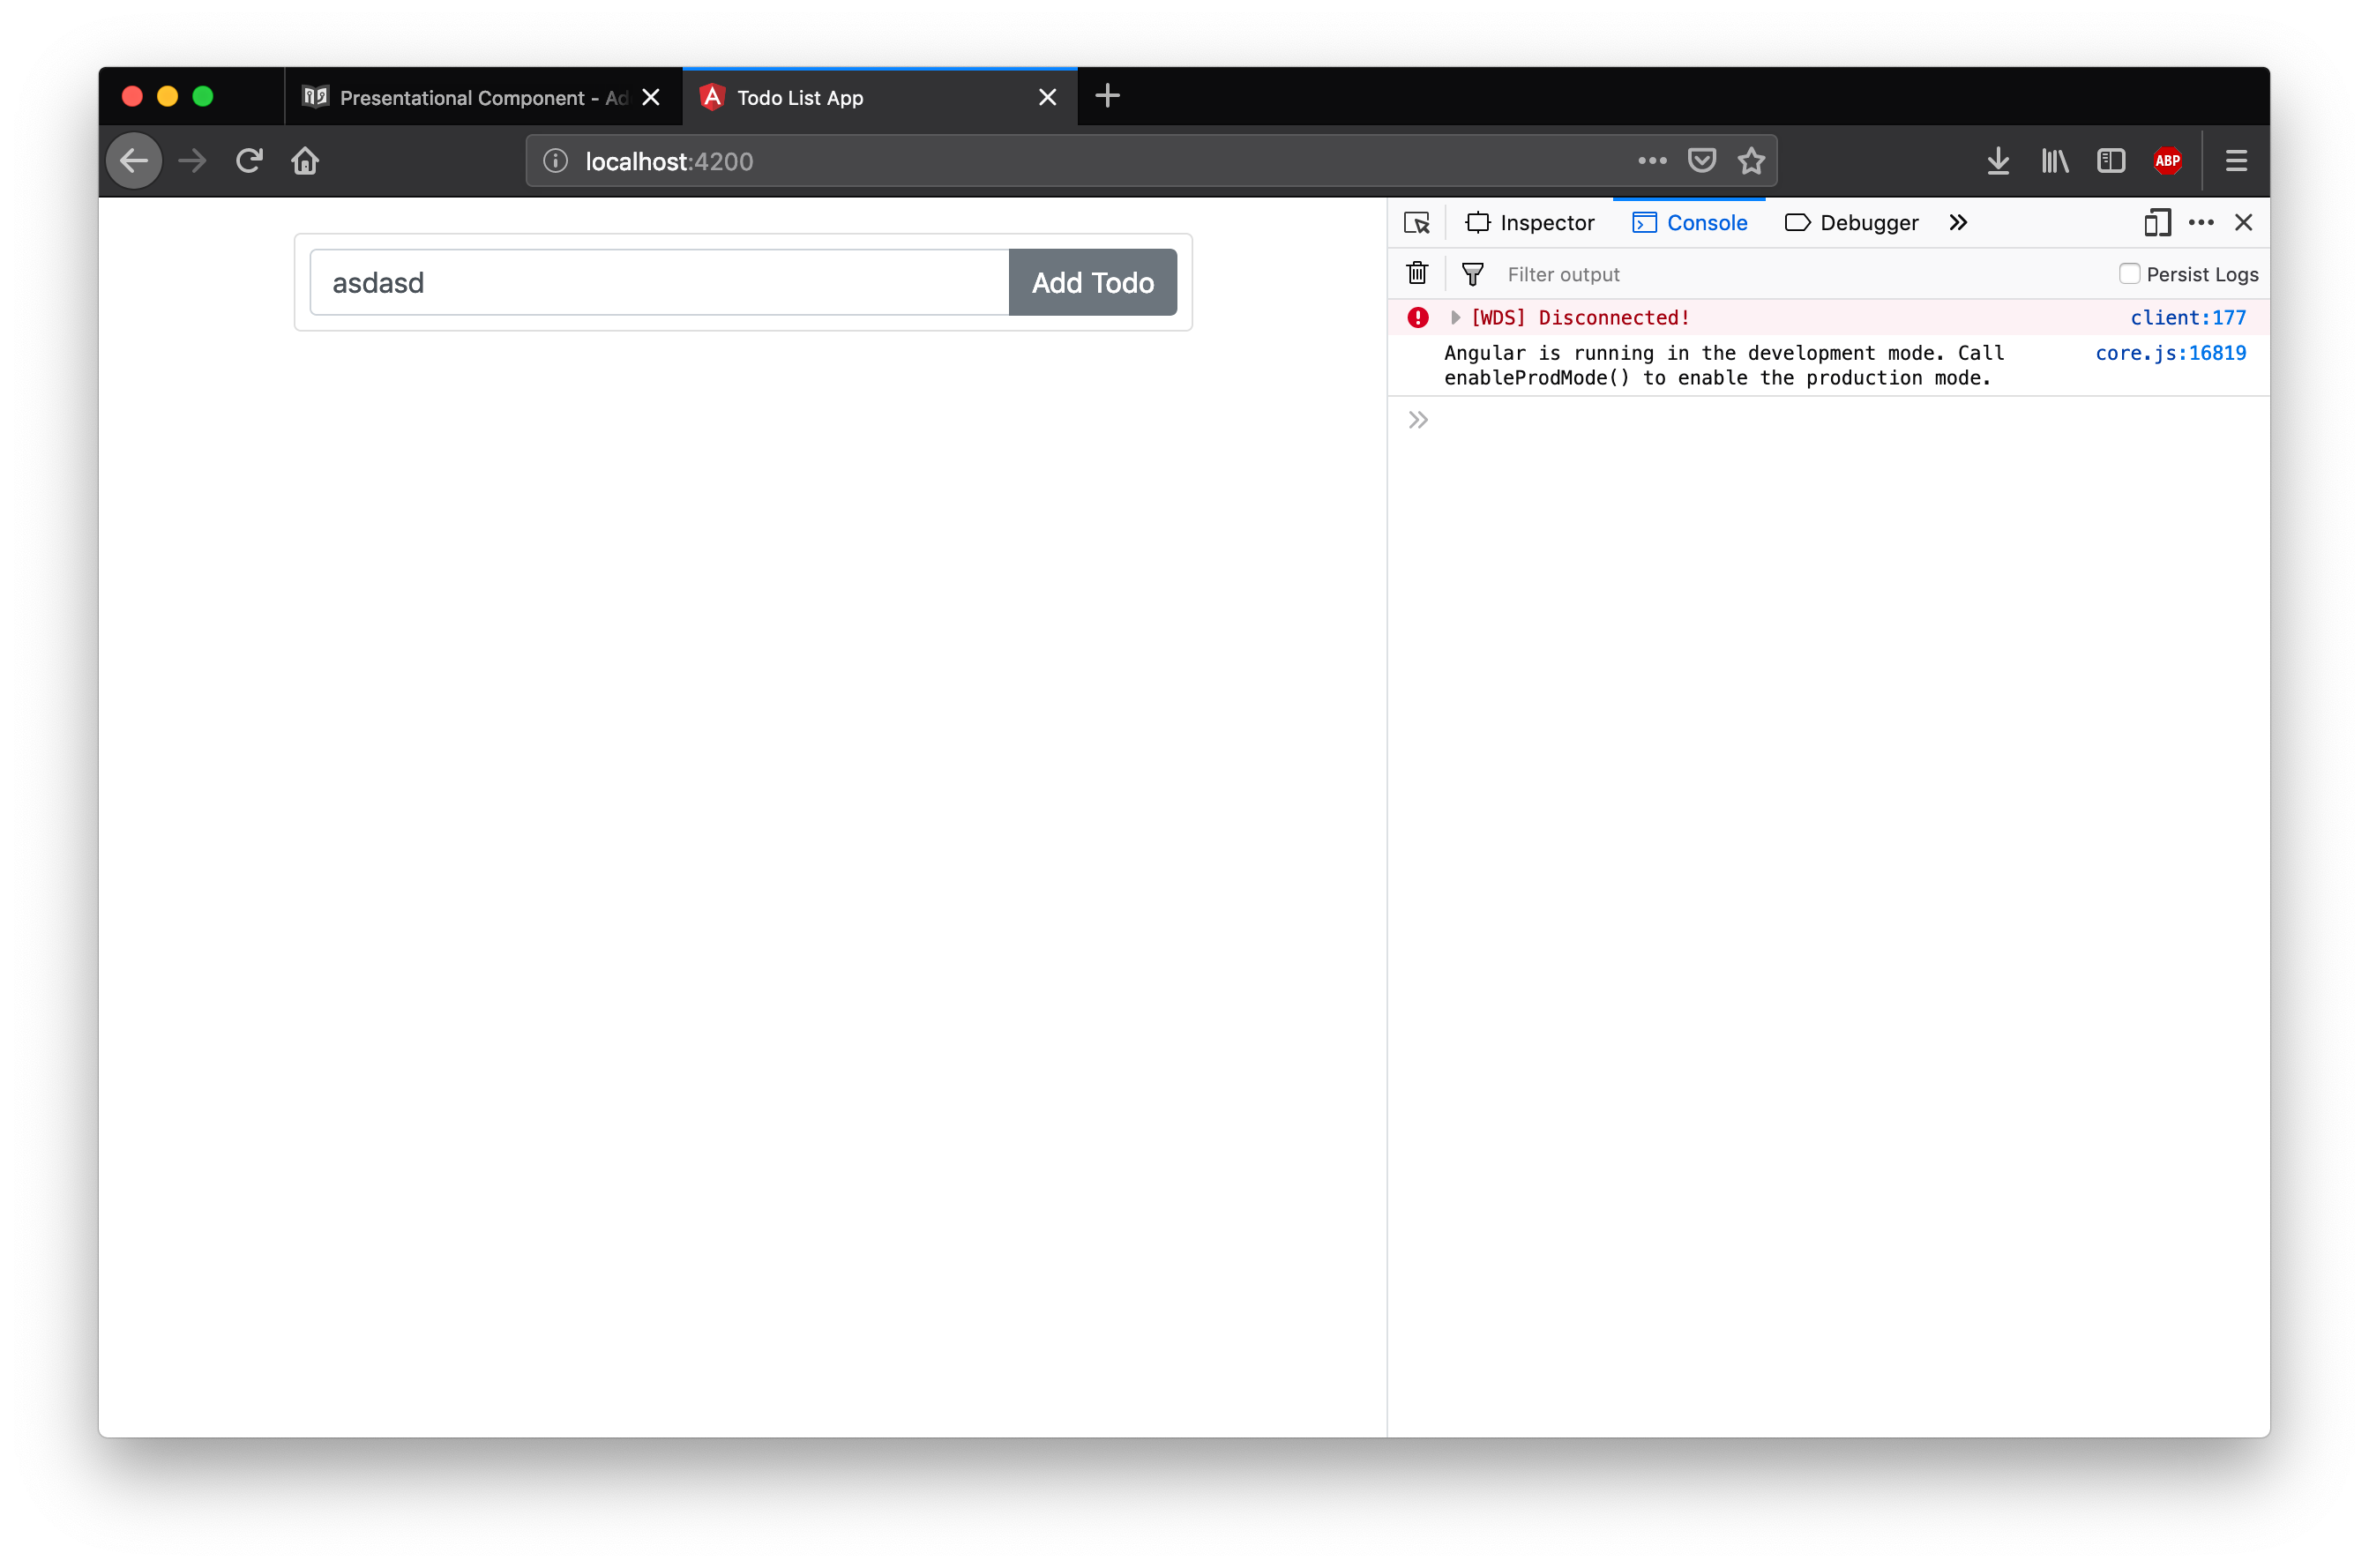 Presentational Component - Ad
Todo List App
localhost:4200
ABP
asdasd
Add Todo
Inspector
Console
Debugger
Filter output
Persist Logs
[WDS] Disconnected!
client:177
Angular is running in the development mode. Call
core.js:16819
enableProdMode() to enable the production mode.